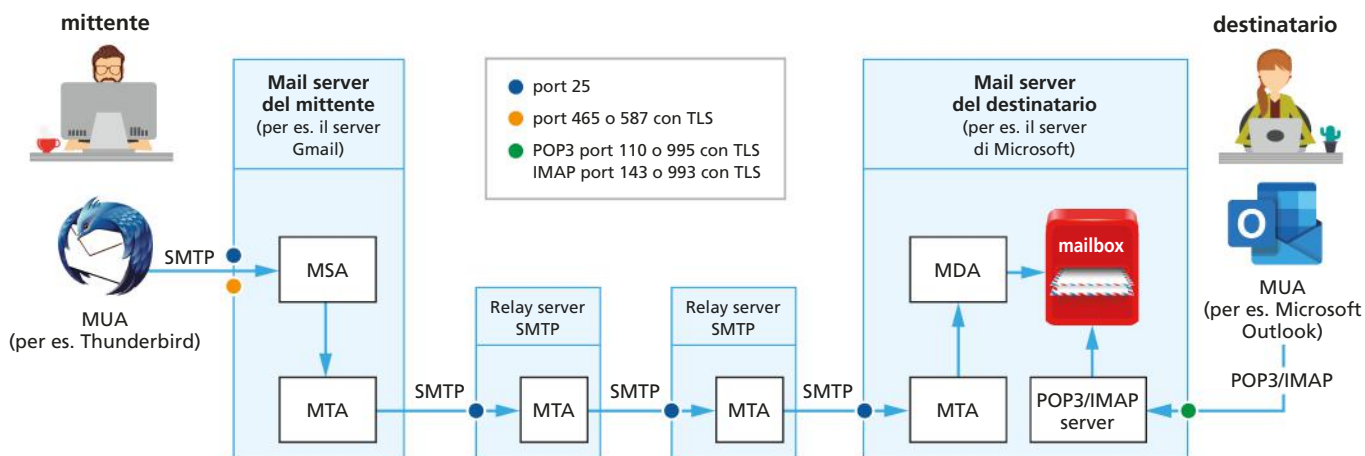 mittente
Mail server
del mittente
(per es. il server
Gmail)
port 25
port 465 o 587 con TLS
POP3 port 110 o 995 con TLS
IMAP port 143 o 993 con TLS
Mail server
del destinatario
(per es. il server
di Microsoft)
destinatario
SMTP
MUA
(per es. Thunderbird)
MSA
MTA
SMTP
Relay server
SMTP
MTA
SMTP
Relay server
SMTP
MTA
SMTP
MDA
mailbox
MTA
POP3/IMAP
server
O
MUA
(per es. Microsoft
Outlook)
POP3/IMAP